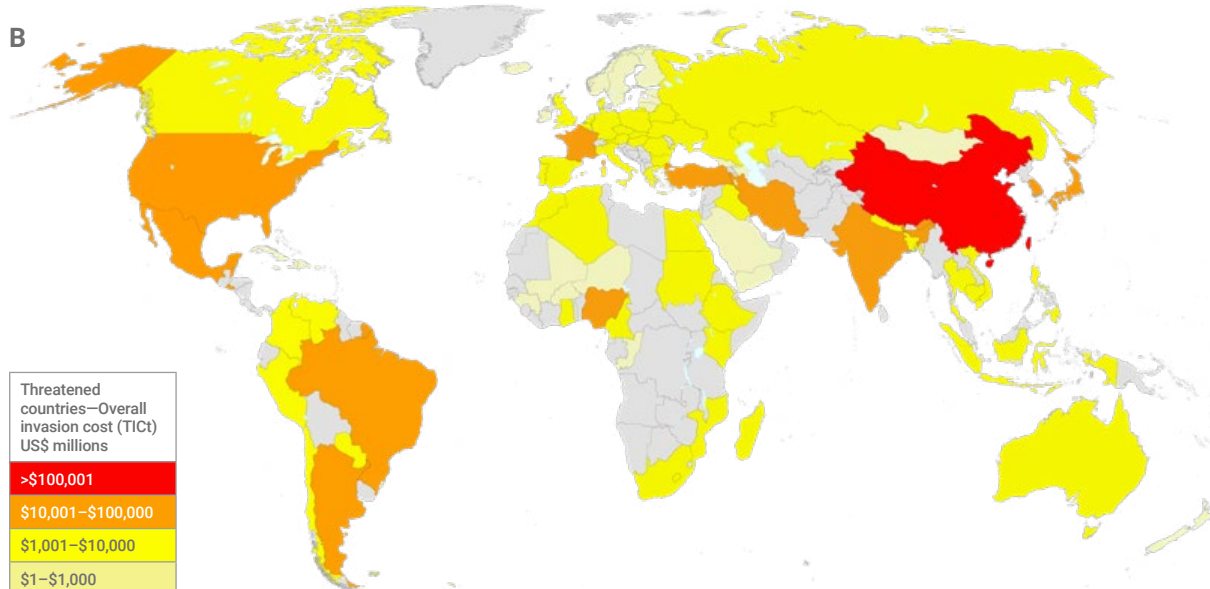 B
Threatened
countries—Overall
invasion cost (TICt)
US$ millions
>$100,001
$10,001–$100,000
$1,001–$10,000
$1–$1,000